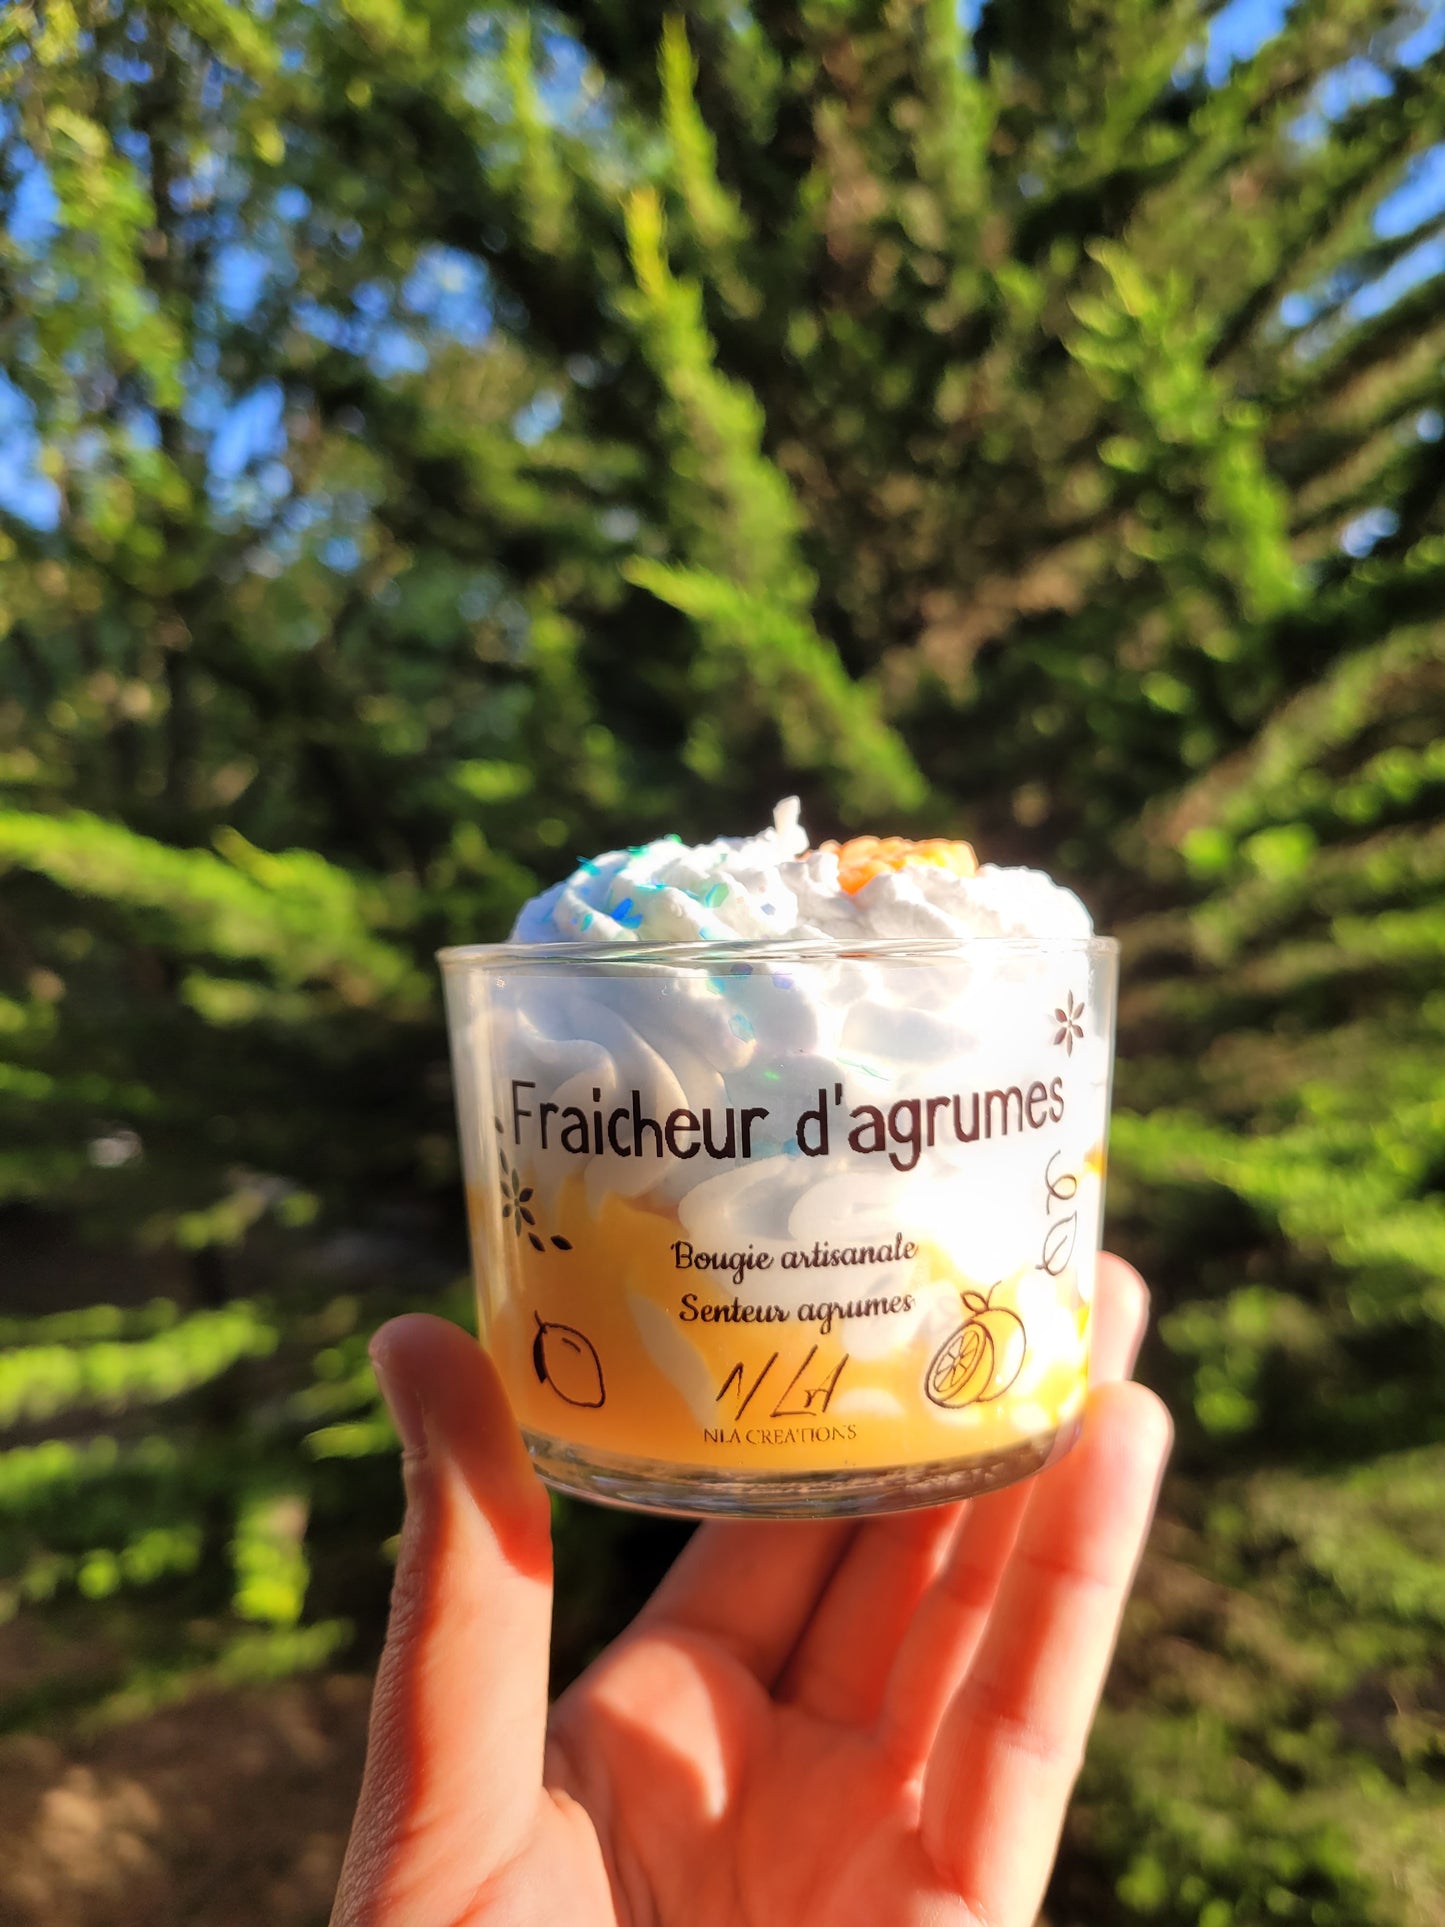 Fraicheur d'agrumes
Bougie artisanale
Senteur agrumes
NLA
NLA CREATIONS